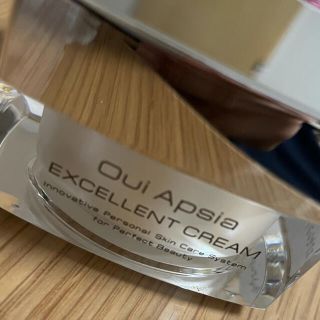 Oui Apsia
EXCELLENT CREAM
Innovative Personal Skin Care System
for Perfect Beauty